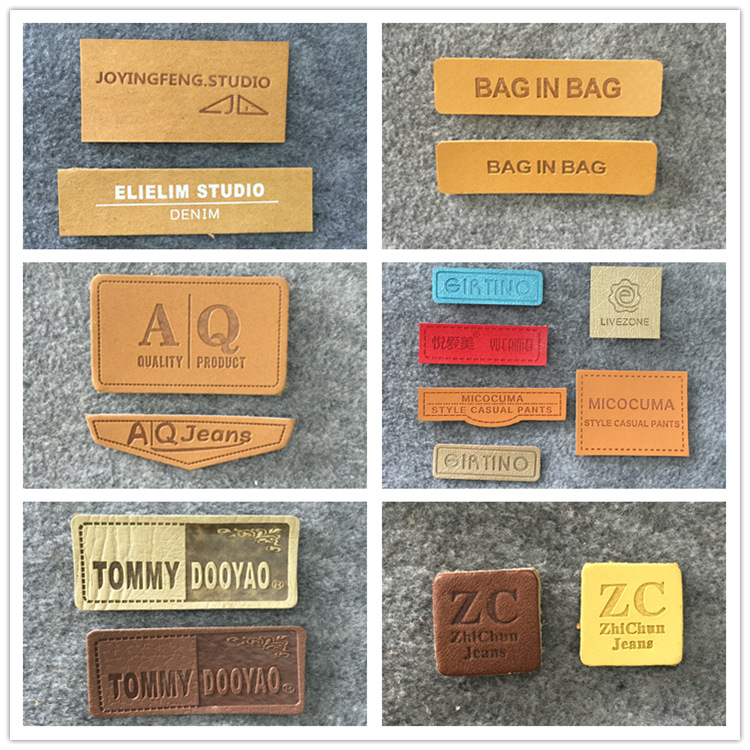 JOYINGFENG.STUDIO
ELIELIM STUDIO
DENIM
BAG IN BAG
BAG IN BAG
A|Q
QUALITY PRODUCT
A|Q Jeans
GIRTINO
e
LIVEZONE
悦爱美® YUEAIMEI
MICOCUMA
STYLE CASUAL PANTS
MICOCUMA
STYLE CASUAL PANTS
GIRTINO
TOMMY DOOYAO®
TOMMY DOOYAO®
ZC
ZhiChun
Jeans
ZC
ZhiChun
Jeans